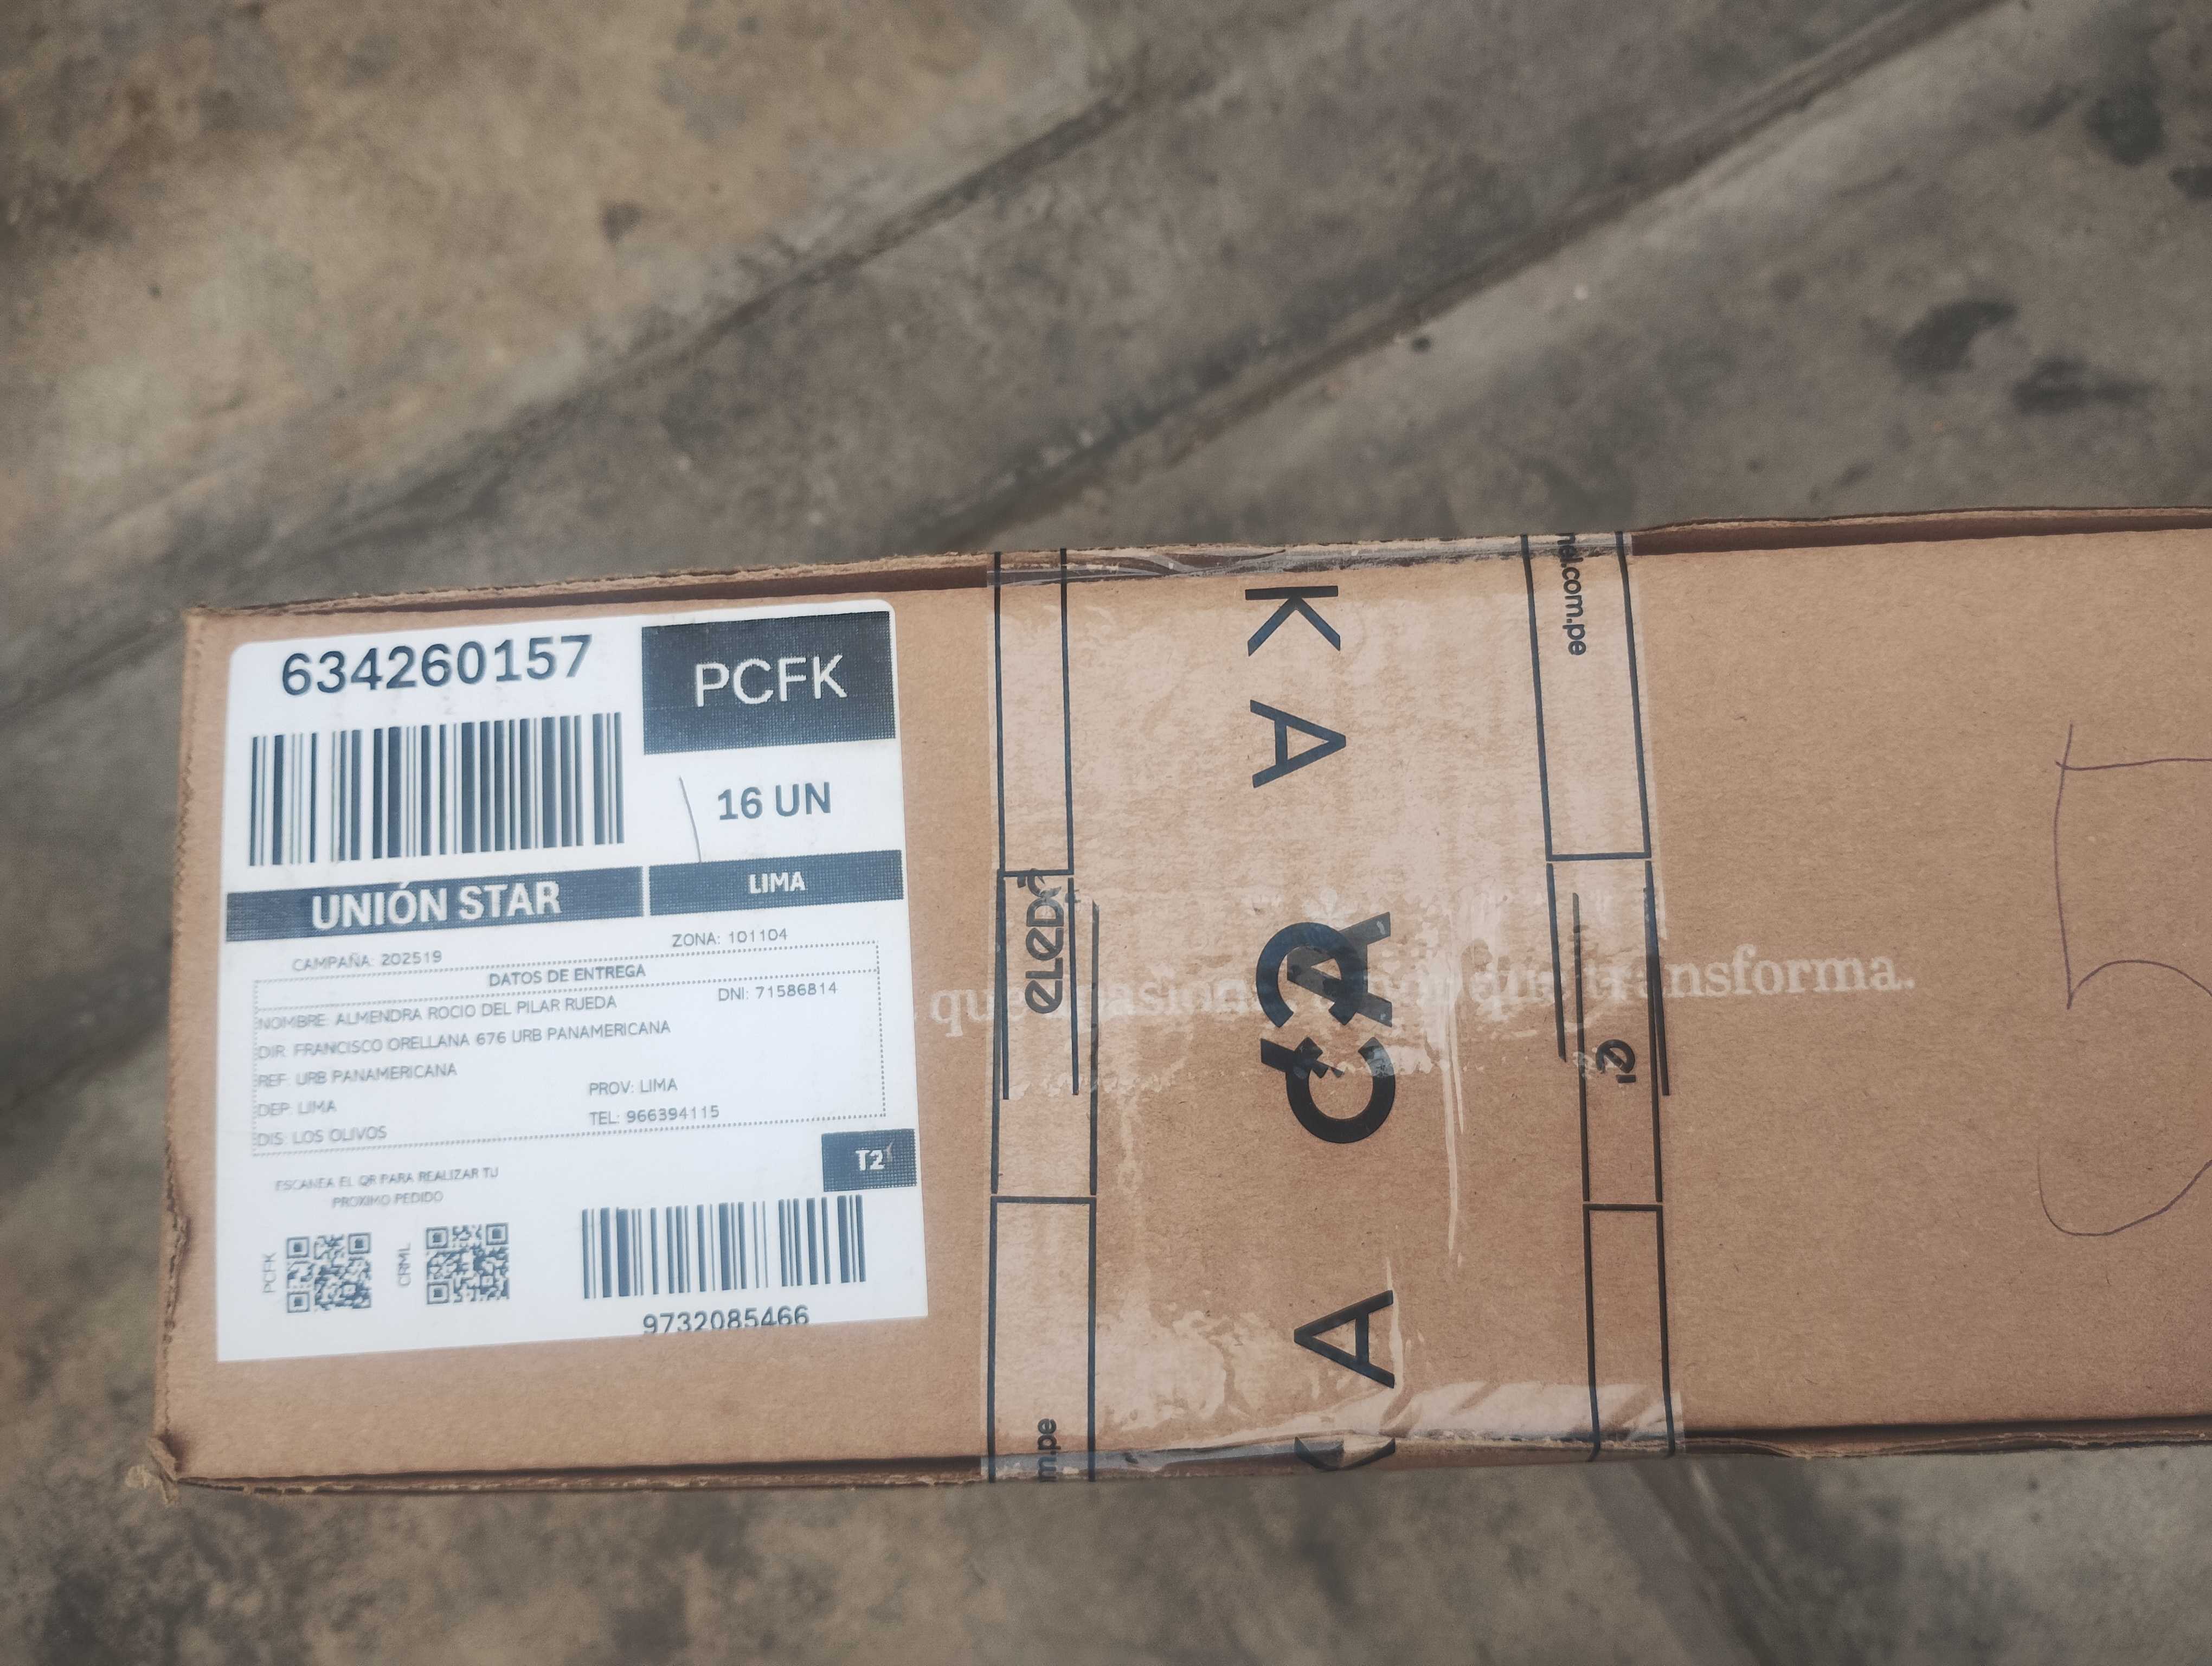 634260157
PCFK
16 UN
UNIÓN STAR
LIMA
CAMPAÑA: 202519
ZONA: 101104
DATOS DE ENTREGA
NOMBRE: ALMENDRA ROCIO DEL PILAR RUEDA
DNI: 71586814
DIR: FRANCISCO ORELLANA 676 URB PANAMERICANA
REF: URB PANAMERICANA
DEP: LIMA
PROV: LIMA
DIS: LOS OLIVOS
TEL: 966394115
T2
ESCANEA EL QR PARA REALIZAR TU
PROXIMO PEDIDO
PCFK
CRML
9732085466
que transforma.
K A
A
5